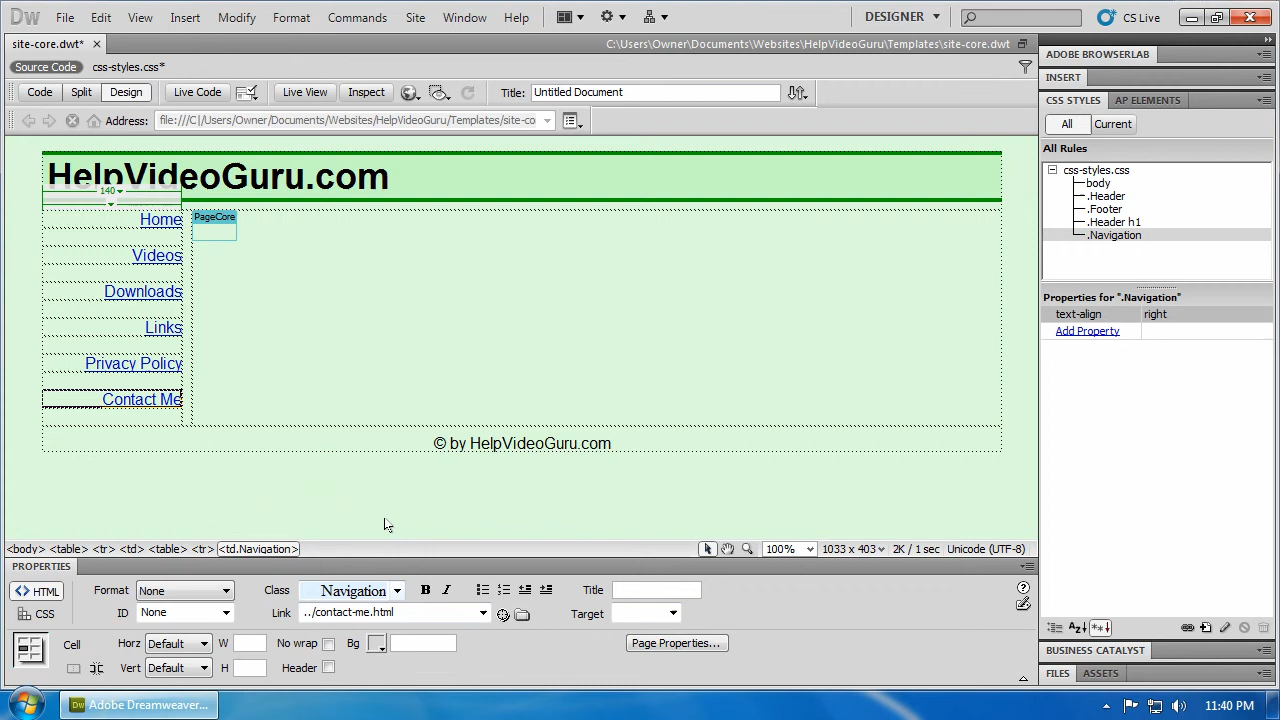 Dw File Edit View Insert Modify Format Commands Site Window Help DESIGNER CS Live
site-core.dwt* C:\Users\Owner\Documents\Websites\HelpVideoGuru\Templates\site-core.dwt
Source Code css-styles.css*
Code Split Design Live Code Live View Inspect Title: Untitled Document
Address: file:///C|/Users/Owner/Documents/Websites/HelpVideoGuru/Templates/site-co
HelpVideoGuru.com
140
Home
PageCore
Videos
Downloads
Links
Privacy Policy
Contact Me
© by HelpVideoGuru.com
<body> <table> <tr> <td> <table> <tr> <td.Navigation> 100% 1033 x 403 2K / 1 sec Unicode (UTF-8)
PROPERTIES
HTML Format None Class Navigation B I Title
CSS ID None Link ../contact-me.html Target
Cell Horz Default W No wrap Bg Page Properties...
Vert Default H Header
ADOBE BROWSERLAB
INSERT
CSS STYLES AP ELEMENTS
All Current
All Rules
css-styles.css
body
.Header
.Footer
.Header h1
.Navigation
Properties for ".Navigation"
text-align right
Add Property
BUSINESS CATALYST
FILES ASSETS
Adobe Dreamweaver... 11:40 PM